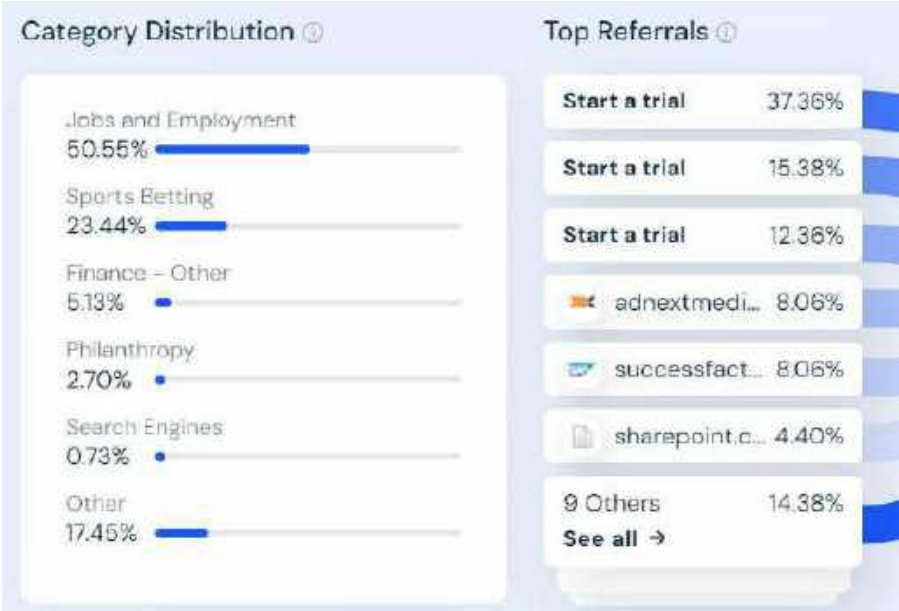 Category Distribution
Jobs and Employment
50.55%
Sports Betting
23.44%
Finance - Other
5.13%
Philanthropy
2.70%
Search Engines
0.73%
Other
17.45%
Top Referrals
Start a trial 37.36%
Start a trial 15.38%
Start a trial 12.36%
adnextmedi... 8.06%
successfact... 8.06%
sharepoint.c... 4.40%
9 Others 14.38%
See all →